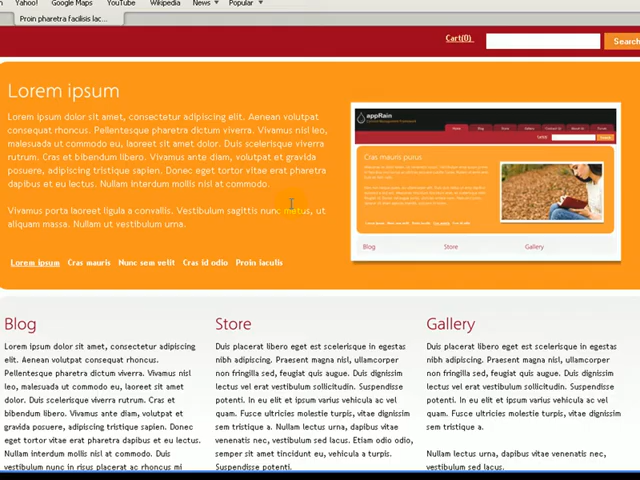 Yahoo! Google Maps YouTube Wikipedia News Popular
Proin pharetra facilisis lac...
Cart(0)
Search
Lorem ipsum
Lorem ipsum dolor sit amet, consectetur adipiscing elit. Aenean volutpat
consequat rhoncus. Pellentesque pharetra dictum viverra. Vivamus nisl leo,
malesuada ut commodo eu, laoreet at quam. Duis scelerisque viverra
rutrum. Cras et bibendum libero. Vivamus ante diam, volutpat et gravida
posuere, adipiscing tristique sapien. Donec eget tortor vitae erat pharetra
dapibus et eu lectus. Nullam interdum mollis nisl at commodo.
Vivamus porta laoreet ligula a convallis. Vestibulum sagittis nunc metus, ut
aliquam massa. Nullam ut vestibulum uma.
Lorem ipsum Cras mauris Nunc sem velit Cras id odio Proin iaculis
appRain
Home Blog Store Gallery Contact Us About Us
Cras mauris purus
Blog Store Gallery
Blog
Lorem ipsum dolor sit amet, consectetur adipiscing
elit. Aenean volutpat consequat rhoncus.
Pellentesque pharetra dictum viverra. Vivamus nisl
leo, malesuada ut commodo eu, laoreet at quam.
Duis scelerisque viverra rutrum. Cras et
bibendum libero. Vivamus ante diam, volutpat et
gravida posuere, adipiscing tristique sapien. Donec
eget tortor vitae erat pharetra dapibus et eu lectus.
Nullam interdum mollis nisl at commodo.
vestibulum nunc in risus placerat ac rhoncus mi
Store
Duis placerat libero eget est scelerisque in egestas
nibh adipiscing. Praesent magna nisl, ullamcorper
non fringilla sed, feugiat quis augue. Duis dignissim
lectus vel erat vestibulum sollicitudin. Suspendisse
potenti. In eu elit et ipsum varius vehicula ac vel
quam. Fusce ultricies molestie turpis, vitae dignissim
sem tristique a. Nullam lectus, dapibus vitae
venenatis nec, vestibulum sed lacus. Etiam odio odio,
semper sit amet tincidunt eu, vehicula a turpis.
Suspendisse potenti.
Gallery
Duis placerat libero eget est scelerisque in egestas
nibh adipiscing. Praesent magna nisl, ullamcorper
non fringilla sed, feugiat quis augue. Duis dignissim
lectus vel erat vestibulum sollicitudin. Suspendisse
potenti. In eu elit et ipsum varius vehicula ac vel
quam. Fusce ultricies molestie turpis, vitae dignissim
sem tristique a.
Nullam lectus urna, dapibus vitae venenatis nec,
vestibulum sed lacus.